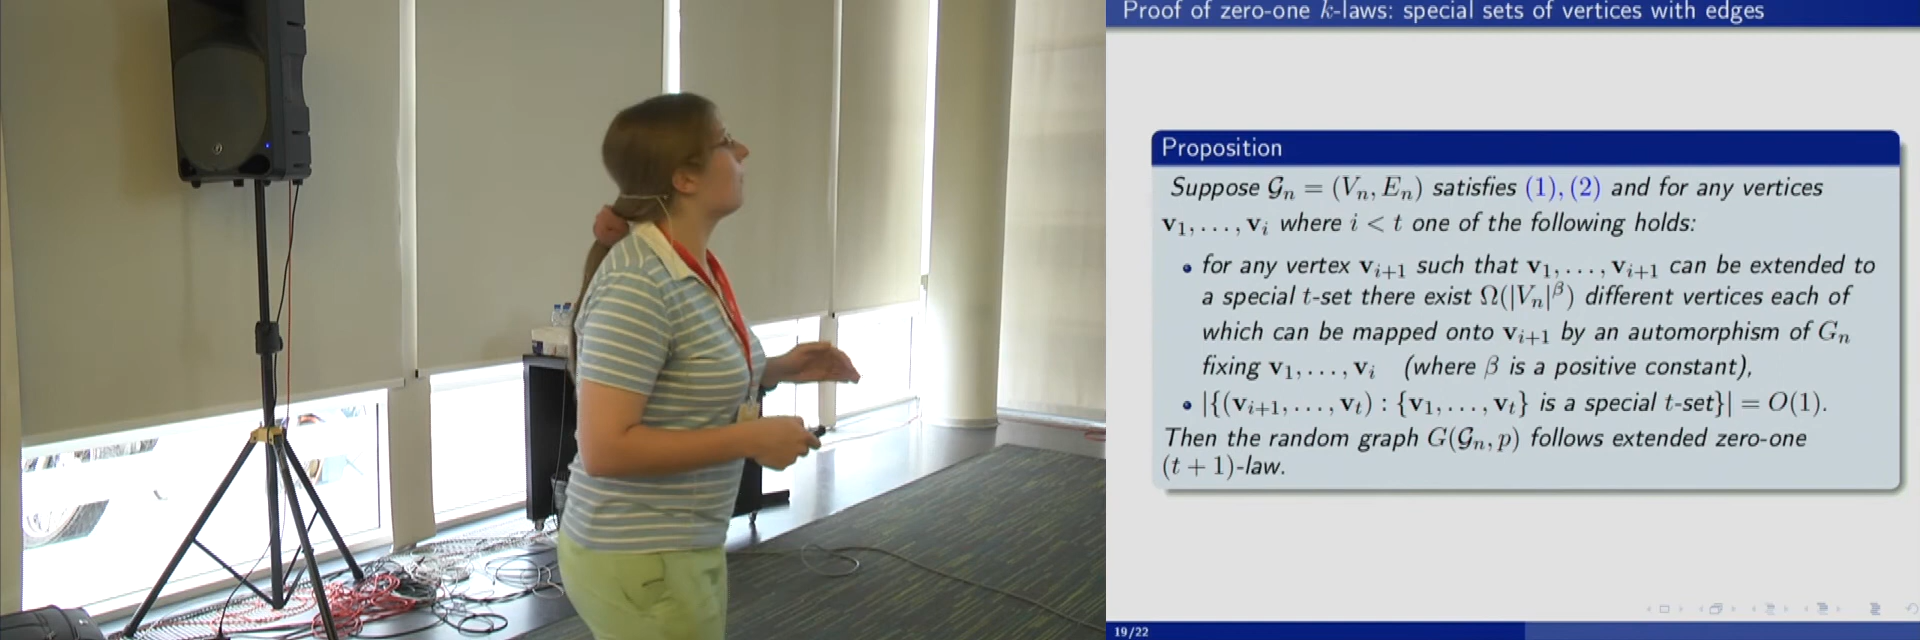 Proof of zero-one k-laws: special sets of vertices with edges
Proposition
Suppose 𝒢ₙ = (Vₙ, Eₙ) satisfies (1), (2) and for any vertices
v₁, . . . , vᵢ where i < t one of the following holds:
• for any vertex vᵢ₊₁ such that v₁, . . . , vᵢ₊₁ can be extended to
a special t-set there exist Ω(|Vₙ|^β) different vertices each of
which can be mapped onto vᵢ₊₁ by an automorphism of Gₙ
fixing v₁, . . . , vᵢ (where β is a positive constant),
• |{(vᵢ₊₁, . . . , vₜ) : {v₁, . . . , vₜ} is a special t-set}| = O(1).
Then the random graph G(𝒢ₙ, p) follows extended zero-one
(t + 1)-law.
19/22